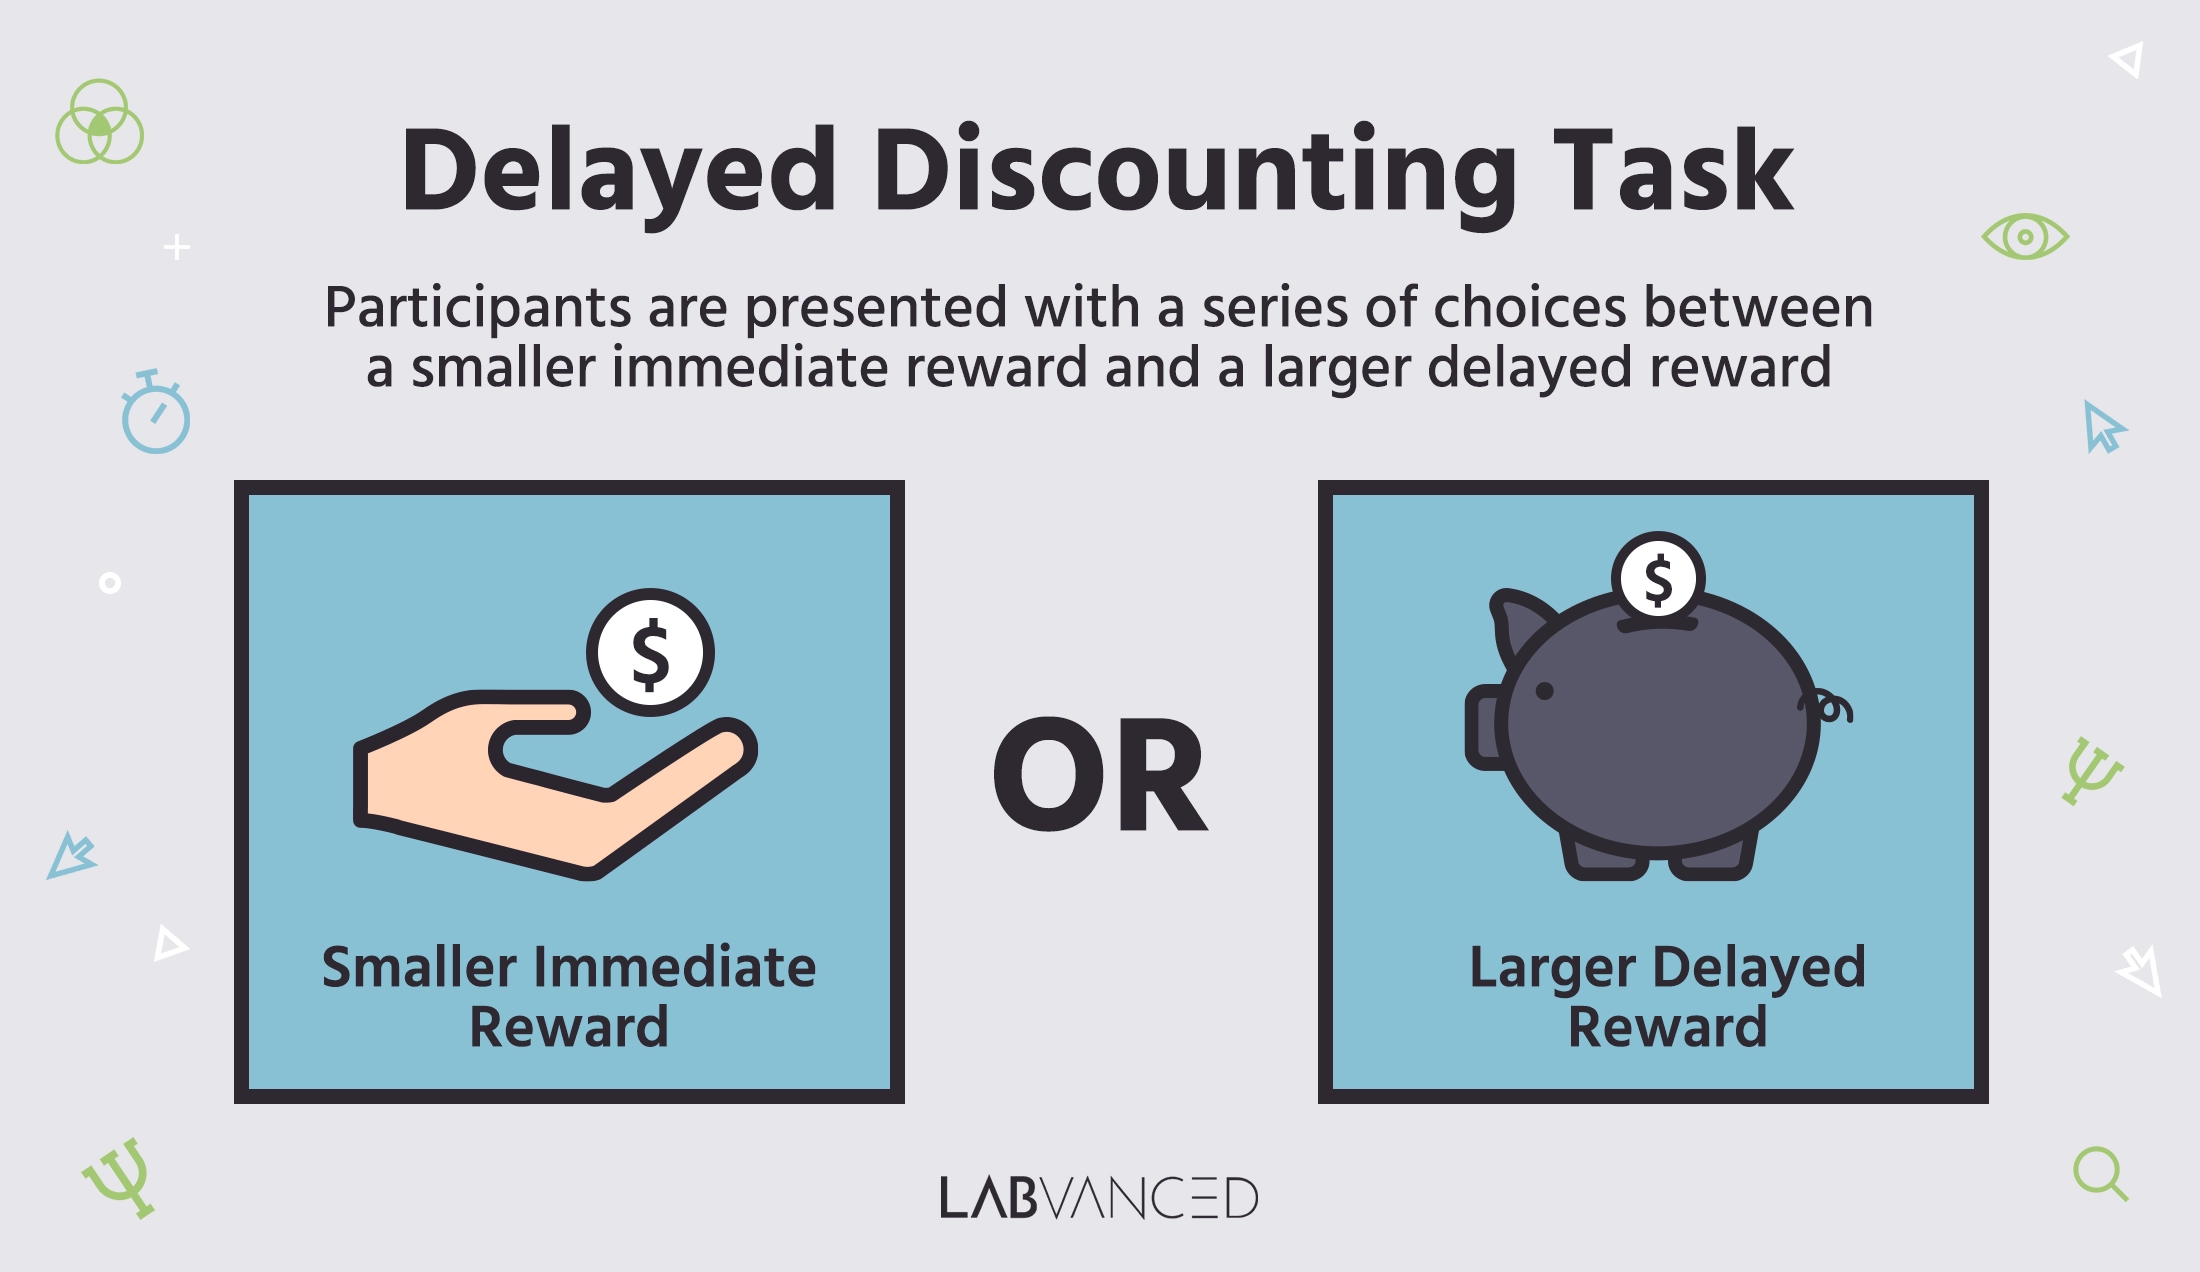 Delayed Discounting Task
Participants are presented with a series of choices between
a smaller immediate reward and a larger delayed reward
$
$
OR
Smaller Immediate
Reward
Larger Delayed
Reward
LABVANCED